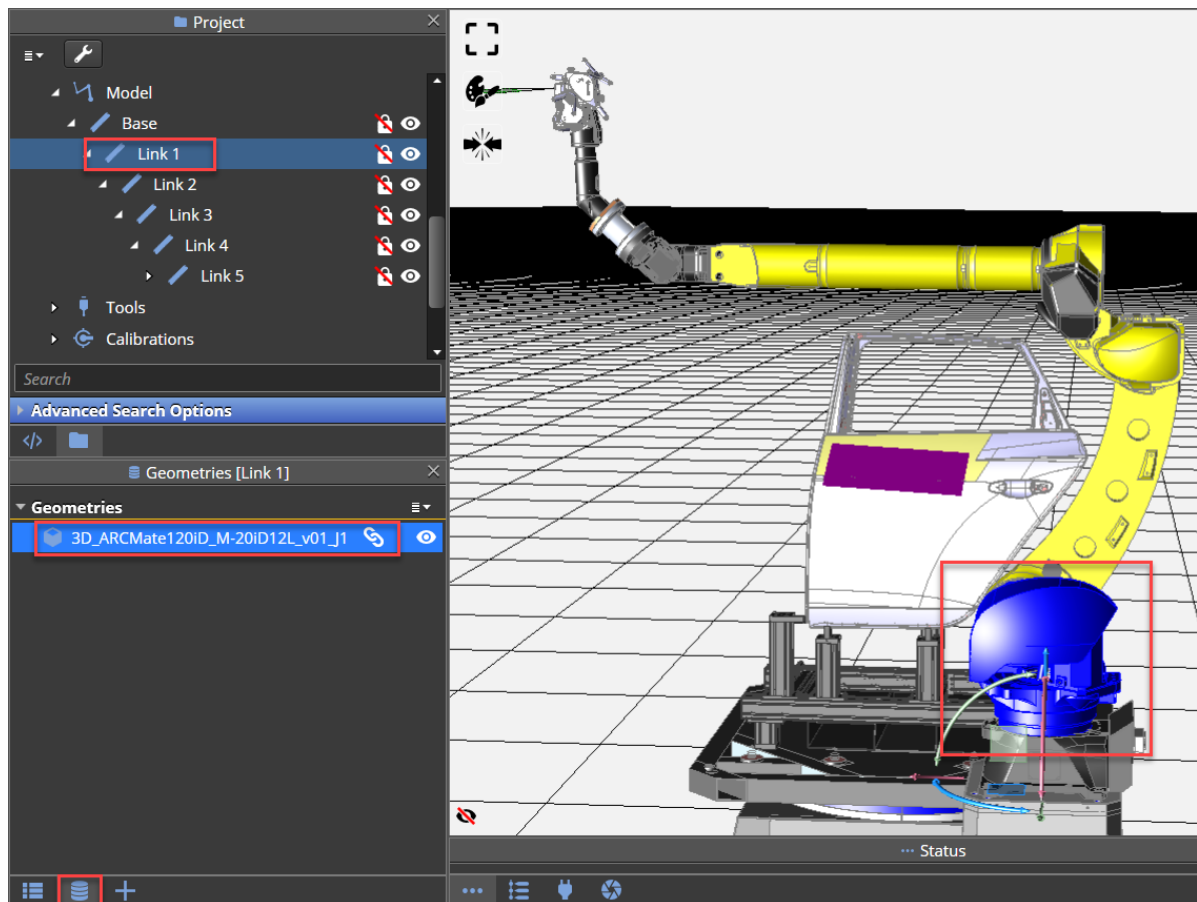 Project
Model
Base
Link 1
Link 2
Link 3
Link 4
Link 5
Tools
Calibrations
Search
Advanced Search Options
Geometries [Link 1]
Geometries
3D_ARCMate120iD_M-20iD12L_v01_J1
Status